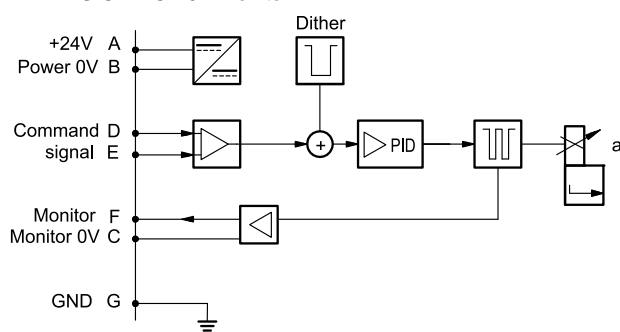 Dither
+24V A
Power 0V B
Command D
signal E
+
PID
a
Monitor F
Monitor 0V C
GND G